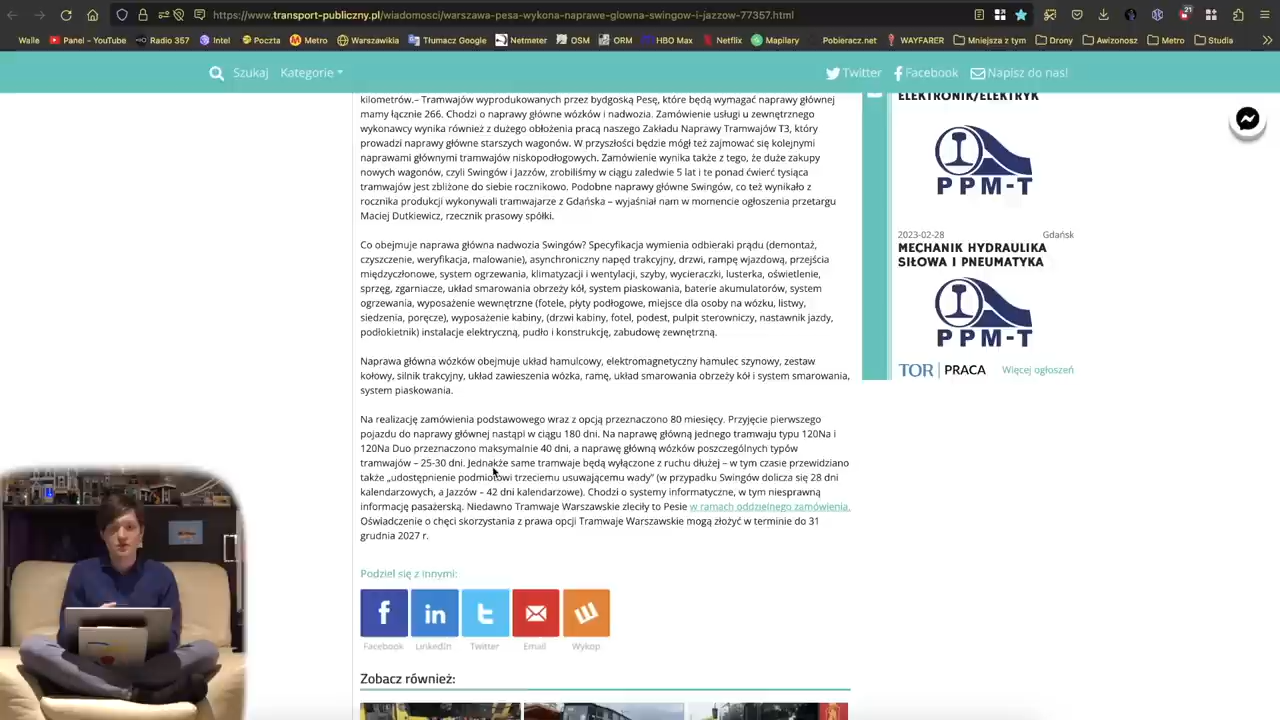 https://www.transport-publiczny.pl/wiadomosci/warszawa-pesa-wykona-naprawe-glowna-swingow-i-jazzow-77357.html
21
Walle Panel – YouTube Radio 357 Intel Poczta Metro Warszawikia Tłumacz Google Netmeter OSM ORM HBO Max Netflix Mapilary Pobieracz.net WAYFARER Mniejsza z tym Drony Awizonosz Metro Studia
Szukaj Kategorie Twitter Facebook Napisz do nas!
kilometrów.– Tramwajów wyprodukowanych przez bydgoską Pesę, które będą wymagać naprawy głównej
mamy łącznie 266. Chodzi o naprawy główne wózków i nadwozia. Zamówienie usługi u zewnętrznego
wykonawcy wynika również z dużego obłożenia pracą naszego Zakładu Naprawy Tramwajów T3, który
prowadzi naprawy główne starszych wagonów. W przyszłości będzie mógł też zajmować się kolejnymi
naprawami głównymi tramwajów niskopodłogowych. Zamówienie wynika także z tego, że duże zakupy
nowych wagonów, czyli Swingów i Jazzów, zrobiliśmy w ciągu zaledwie 5 lat i te ponad ćwierć tysiąca
tramwajów jest zbliżone do siebie rocznikowo. Podobne naprawy główne Swingów, co też wynikało z
rocznika produkcji wykonywali tramwajarze z Gdańska – wyjaśniał nam w momencie ogłoszenia przetargu
Maciej Dutkiewicz, rzecznik prasowy spółki.
Co obejmuje naprawa główna nadwozia Swingów? Specyfikacja wymienia odbieraki prądu (demontaż,
czyszczenie, weryfikacja, malowanie), asynchroniczny napęd trakcyjny, drzwi, rampę wjazdową, przejścia
międzyczłonowe, system ogrzewania, klimatyzacji i wentylacji, szyby, wycieraczki, lusterka, oświetlenie,
sprzęg, zgarniacze, układ smarowania obrzeży kół, system piaskowania, baterie akumulatorów, system
ogrzewania, wyposażenie wewnętrzne (fotele, płyty podłogowe, miejsce dla osoby na wózku, listwy,
siedzenia, poręcze), wyposażenie kabiny, (drzwi kabiny, fotel, podest, pulpit sterowniczy, nastawnik jazdy,
podłokietnik) instalacje elektryczną, pudło i konstrukcję, zabudowę zewnętrzną.
Naprawa główna wózków obejmuje układ hamulcowy, elektromagnetyczny hamulec szynowy, zestaw
kołowy, silnik trakcyjny, układ zawieszenia wózka, ramę, układ smarowania obrzeży kół i system smarowania,
system piaskowania.
Na realizację zamówienia podstawowego wraz z opcją przeznaczono 80 miesięcy. Przyjęcie pierwszego
pojazdu do naprawy głównej nastąpi w ciągu 180 dni. Na naprawę główną jednego tramwaju typu 120Na i
120Na Duo przeznaczono maksymalnie 40 dni, a naprawę główną wózków poszczególnych typów
tramwajów – 25-30 dni. Jednakże same tramwaje będą wyłączone z ruchu dłużej – w tym czasie przewidziano
także „udostępnienie podmiotowi trzeciemu usuwającemu wady” (w przypadku Swingów dolicza się 28 dni
kalendarzowych, a Jazzów – 42 dni kalendarzowe). Chodzi o systemy informatyczne, w tym niesprawną
informację pasażerską. Niedawno Tramwaje Warszawskie zleciły to Pesie w ramach oddzielnego zamówienia.
Oświadczenie o chęci skorzystania z prawa opcji Tramwaje Warszawskie mogą złożyć w terminie do 31
grudnia 2027 r.
Podziel się z innymi:
Facebook LinkedIn Twitter Email Wykop
Zobacz również:
ELEKTRONIK/ELEKTRYK
PPM-T
2023-02-28 Gdańsk
MECHANIK HYDRAULIKA
SIŁOWA I PNEUMATYKA
PPM-T
TOR PRACA Więcej ogłoszeń